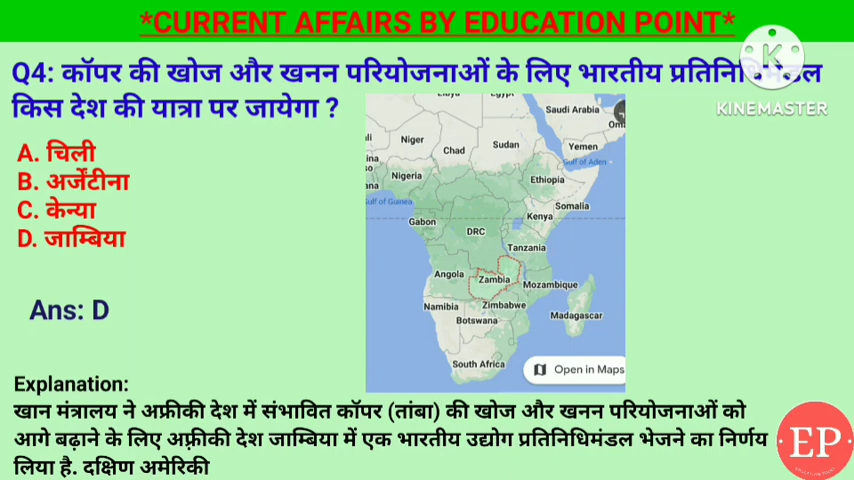 *CURRENT AFFAIRS BY EDUCATION POINT*
Q4: कॉपर की खोज और खनन परियोजनाओं के लिए भारतीय प्रतिनिधिमंडल
किस देश की यात्रा पर जायेगा ?
KINEMASTER
A. चिली
B. अर्जेंटीना
C. केन्या
D. जाम्बिया
Ans: D
Saudi Arabia
Niger
Chad
Sudan
Yemen
Gulf of Aden
Nigeria
Ethiopia
Gulf of Guinea
Somalia
Gabon
Kenya
DRC
Tanzania
Angola
Zambia
Mozambique
Namibia
Zimbabwe
Botswana
Madagascar
South Africa
Open in Maps
Explanation:
खान मंत्रालय ने अफ्रीकी देश में संभावित कॉपर (तांबा) की खोज और खनन परियोजनाओं को
आगे बढ़ाने के लिए अफ़्रीकी देश जाम्बिया में एक भारतीय उद्योग प्रतिनिधिमंडल भेजने का निर्णय
लिया है. दक्षिण अमेरिकी
EP